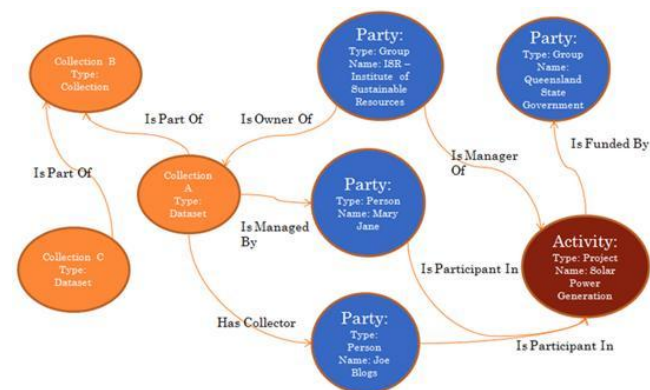 Collection B
Type:
Collection
Party:
Type: Group
Name: ISR –
Institute of
Sustainable
Resources
Party:
Type: Group
Name:
Queensland
State
Government
Is Part Of
Is Owner Of
Is Manager
Of
Is Funded By
Is Part Of
Collection
A
Type:
Dataset
Is Managed
By
Party:
Type: Person
Name: Mary
Jane
Collection C
Type:
Dataset
Activity:
Type: Project
Name: Solar
Power
Generation
Is Participant In
Has Collector
Party:
Type:
Person
Name: Joe
Blogs
Is Participant In